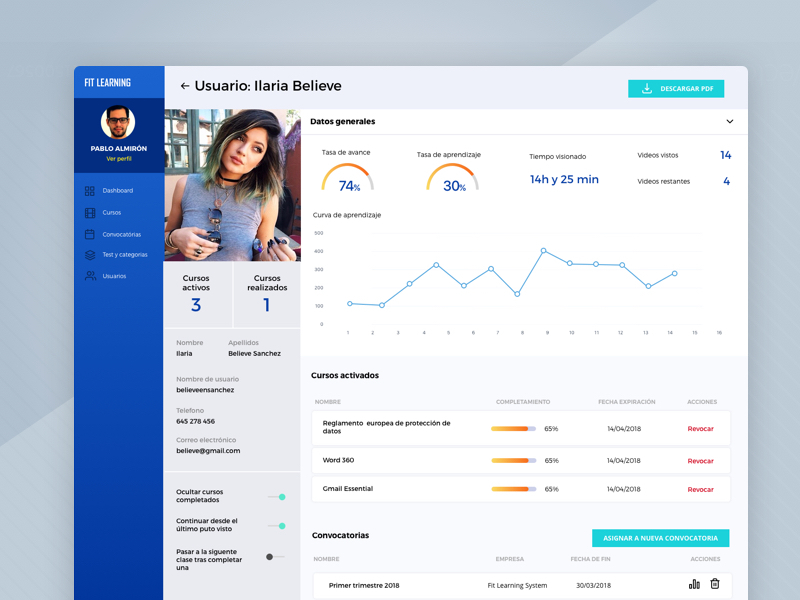 FIT LEARNING
PABLO ALMIRÓN
Ver perfil
Dashboard
Cursos
Convocatórias
Test y categorias
Usuarios
← Usuario: Ilaria Believe
DESCARGAR PDF
Cursos activos
3
Cursos realizados
1
Nombre
Ilaria
Apellidos
Believe Sanchez
Nombre de usuario
believeensanchez
Telefono
645 278 456
Correo electrónico
believe@gmail.com
Ocultar cursos
completados
Continuar desde el
último puto visto
Pasar a la siguente
clase tras completar
una
Datos generales
Tasa de avance
74%
Tasa de aprendizaje
30%
Tiempo visionado
14h y 25 min
Videos vistos 14
Videos restantes 4
Curva de aprendizaje
500
400
300
200
100
0
1 2 3 4 5 6 7 8 9 10 11 12 13 14 15 16
Cursos activados
NOMBRE COMPLETAMIENTO FECHA EXPIRACIÓN ACCIONES
Reglamento europea de protección de
datos
65% 14/04/2018 Revocar
Word 360 65% 14/04/2018 Revocar
Gmail Essential 65% 14/04/2018 Revocar
Convocatorias
ASIGNAR A NUEVA CONVOCATORIA
NOMBRE EMPRESA FECHA DE FIN ACCIONES
Primer trimestre 2018 Fit Learning System 30/03/2018